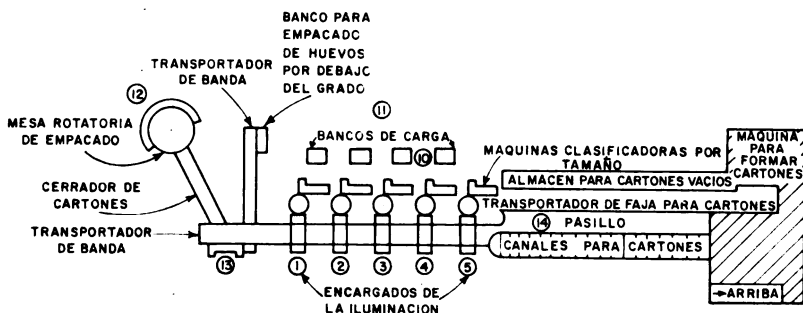 BANCO PARA
EMPACADO
DE HUEVOS
POR DEBAJO
DEL GRADO
TRANSPORTADOR
DE BANDA
12
11
MESA ROTATORIA
DE EMPACADO
BANCOS DE CARGA
10
MAQUINAS CLASIFICADORAS POR
TAMAÑO
MAQUINA
PARA
FORMAR
CARTONES
ALMACEN PARA CARTONES VACIOS
CERRADOR DE
CARTONES
TRANSPORTADOR DE FAJA PARA CARTONES
TRANSPORTADOR
DE BANDA
14 PASILLO
CANALES PARA CARTONES
13
1 2 3 4 5
ENCARGADOS DE
LA ILUMINACION
→ARRIBA